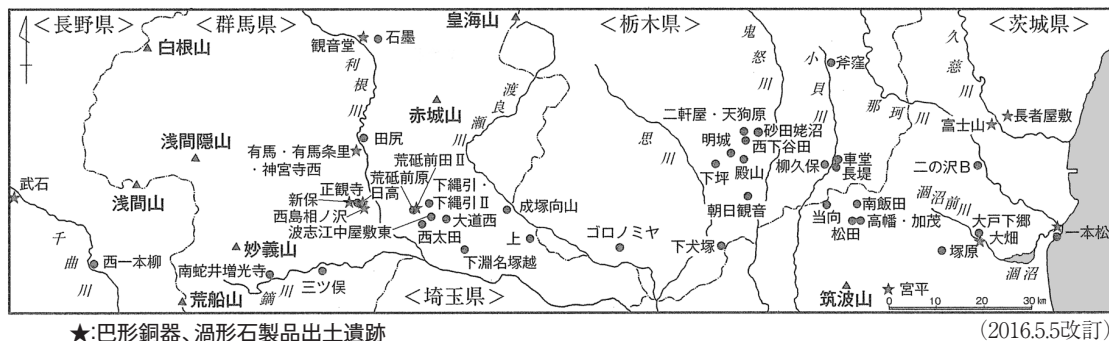 <長野県>
<群馬県>
皇海山
<栃木県>
<茨城県>
白根山
観音堂
石墨
利根川
渡良瀬川
鬼怒川
小貝川
斧窪
久慈川
那珂川
赤城山
思川
二軒屋・天狗原
砂田姥沼
富士山
長者屋敷
浅間隠山
田尻
明城
西下谷田
有馬・有馬条里
・神宮寺西
荒砥前田Ⅱ
荒砥前原
下坪
殿山
柳久保
車堂
長堤
二の沢B
武石
浅間山
正観寺
日高
新保
下縄引・
下縄引Ⅱ
成塚向山
朝日観音
涸沼前川
西島相ノ沢
大道西
当向
南飯田
大戸下郷
波志江中屋敷東
西太田
上
ゴロノミヤ
下犬塚
松田
高幡・加茂
大畑
一本松
千曲川
妙義山
下淵名塚越
塚原
涸沼
西一本柳
南蛇井増光寺
三ツ俣
鏑川
荒船山
<埼玉県>
筑波山
宮平
0 10 20 30㎞
★:巴形銅器、渦形石製品出土遺跡
(2016.5.5改訂)